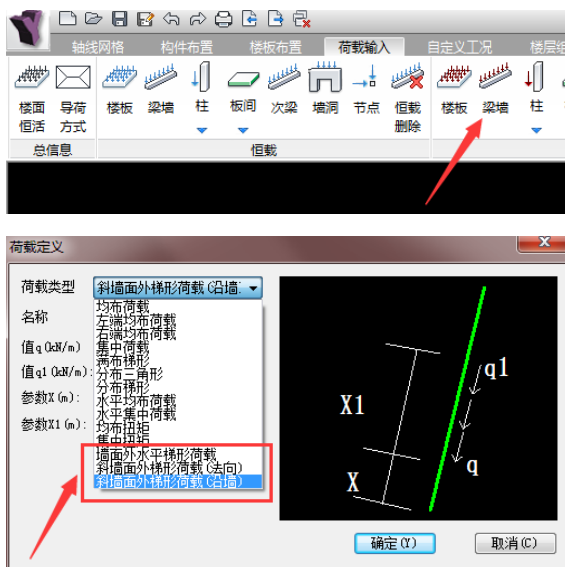 轴线网格 构件布置 楼板布置 荷载输入 自定义工况 楼层组
楼面 导荷 楼板 梁墙 柱 板间 次梁 墙洞 节点 恒载 楼板 梁墙 柱
恒活 方式 删除
总信息 恒载
荷载定义
荷载类型 斜墙面外梯形荷载(沿墙:
均布荷载
名称 左端均布荷载
右端均布荷载
值q(kN/m) 集中荷载
满布梯形
值q1(kN/m): 分布三角形
分布梯形
参数X(m): 水平均布荷载
水平集中荷载
参数X1(m): 均布扭矩
集中扭矩
墙面外水平梯形荷载
斜墙面外梯形荷载(法向)
斜墙面外梯形荷载(沿墙)
q1
X1
q
X
确定(Y) 取消(C)